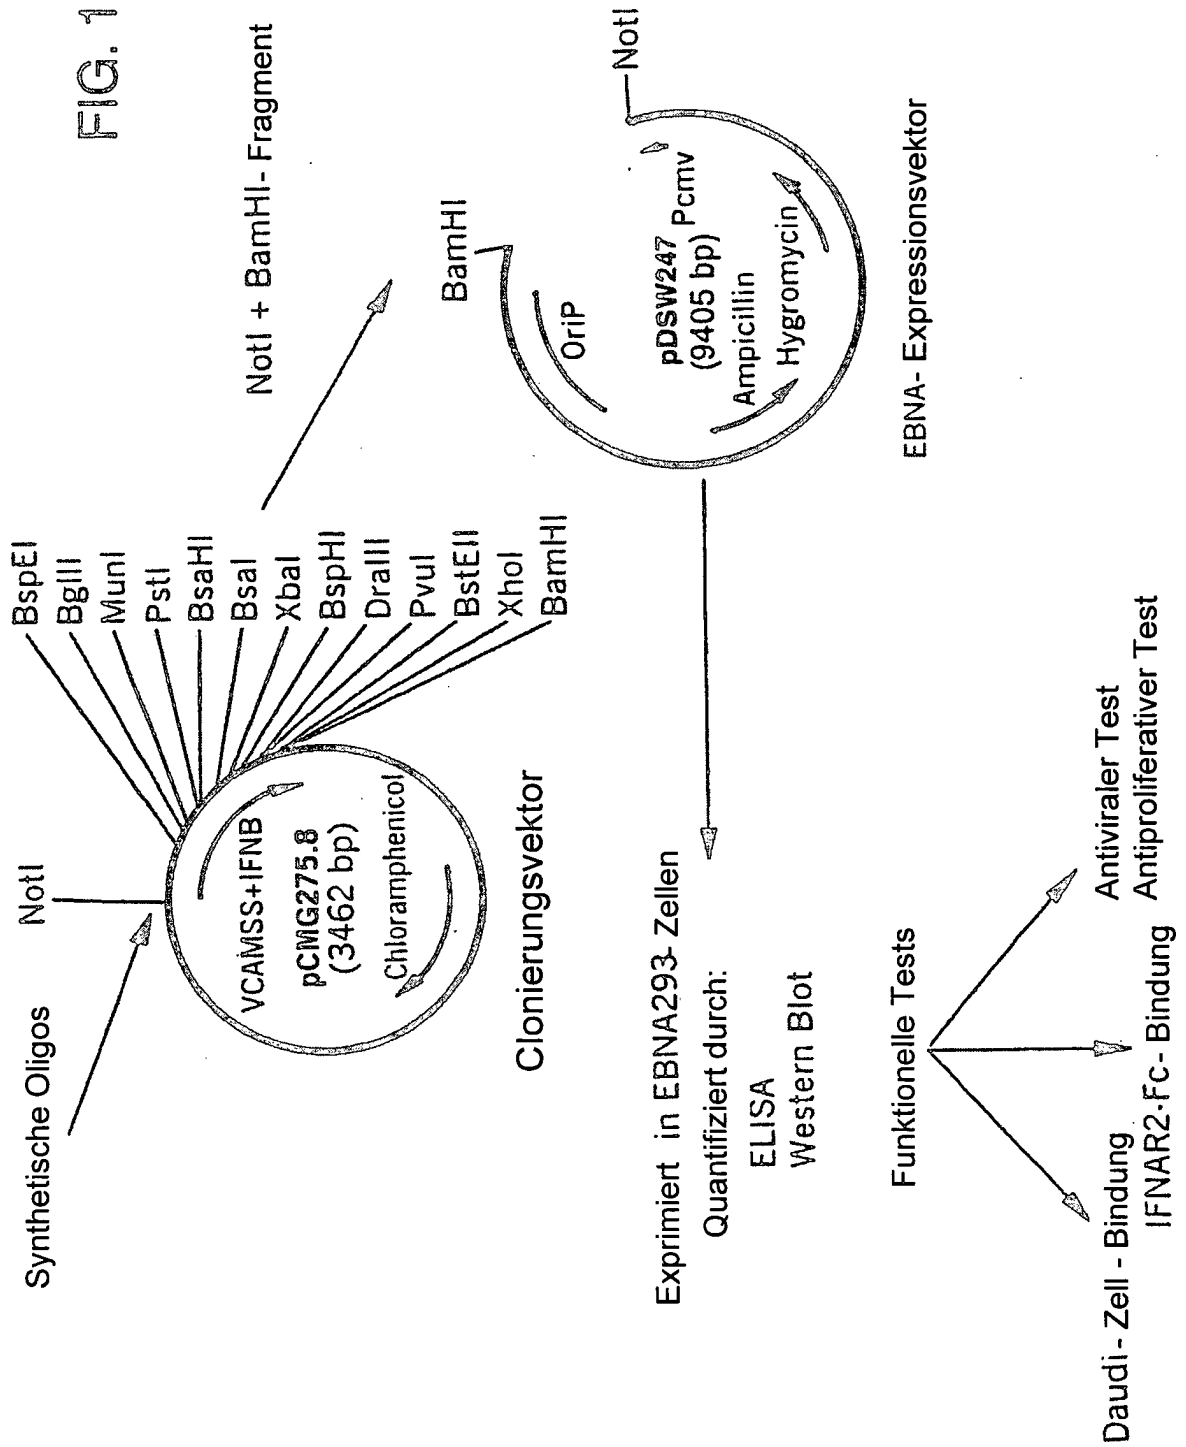 FIG. 1
Synthetische Oligos
NotI
BspEI
BglII
MunI
PstI
BsaHI
BsaI
XbaI
BspHI
DraIII
PvuI
BstEII
XhoI
BamHI
VCAMSS+IFNB
pCMG275.8
(3462 bp)
Chloramphenicol
Clonierungsvektor
NotI + BamHI- Fragment
BamHI
NotI
OriP
Pcmv
pDSW247
(9405 bp)
Ampicillin
Hygromycin
EBNA- Expressionsvektor
Exprimiert in EBNA293- Zellen
Quantifiziert durch:
ELISA
Western Blot
Funktionelle Tests
Daudi- Zell - Bindung
IFNAR2-Fc- Bindung
Antiviraler Test
Antiproliferativer Test